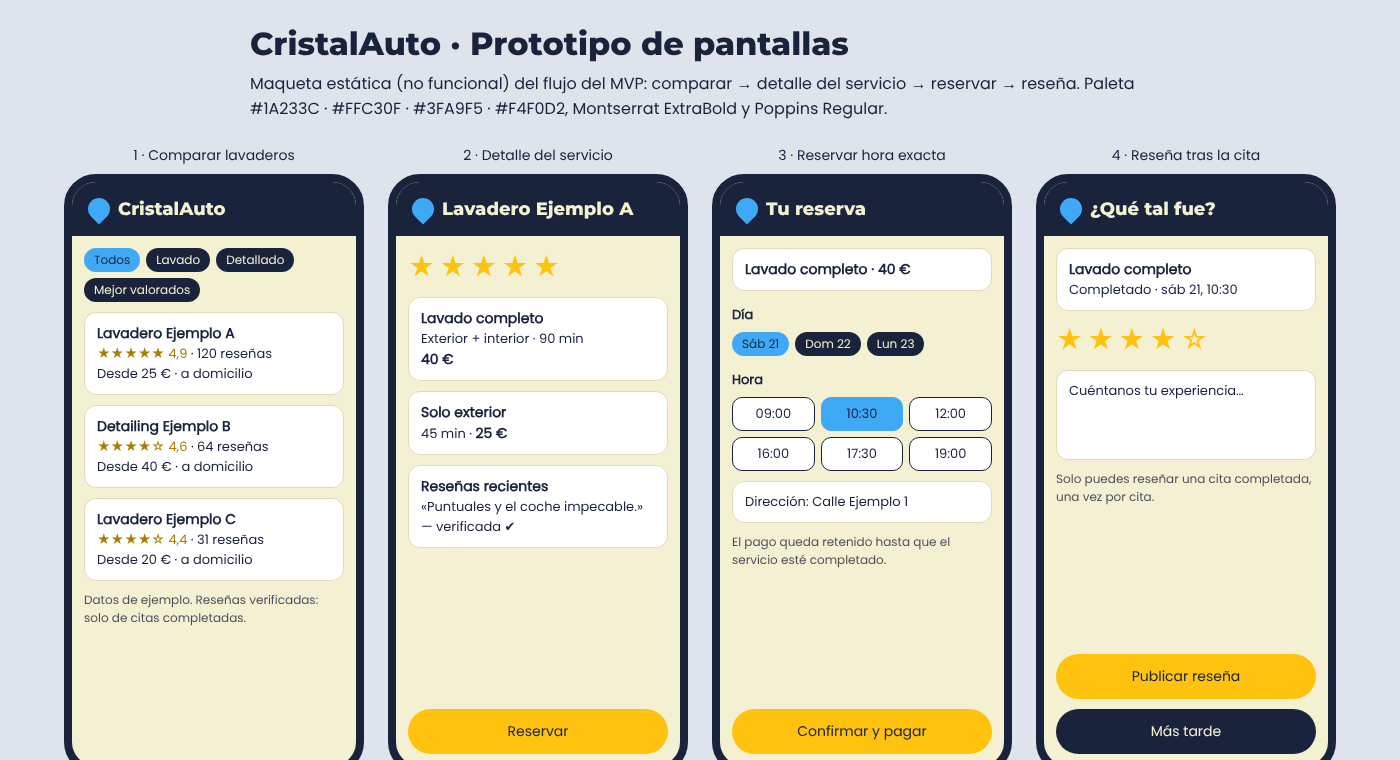 CristalAuto · Prototipo de pantallas
Maqueta estática (no funcional) del flujo del MVP: comparar → detalle del servicio → reservar → reseña. Paleta
#1A233C · #FFC30F · #3FA9F5 · #F4F0D2, Montserrat ExtraBold y Poppins Regular.
1 · Comparar lavaderos
CristalAuto
Todos
Lavado
Detallado
Mejor valorados
Lavadero Ejemplo A
★★★★★ 4,9 · 120 reseñas
Desde 25 € · a domicilio
Detailing Ejemplo B
★★★★☆ 4,6 · 64 reseñas
Desde 40 € · a domicilio
Lavadero Ejemplo C
★★★★☆ 4,4 · 31 reseñas
Desde 20 € · a domicilio
Datos de ejemplo. Reseñas verificadas:
solo de citas completadas.
2 · Detalle del servicio
Lavadero Ejemplo A
★★★★★
Lavado completo
Exterior + interior · 90 min
40 €
Solo exterior
45 min · 25 €
Reseñas recientes
«Puntuales y el coche impecable.»
— verificada ✔
Reservar
3 · Reservar hora exacta
Tu reserva
Lavado completo · 40 €
Día
Sáb 21
Dom 22
Lun 23
Hora
09:00
10:30
12:00
16:00
17:30
19:00
Dirección: Calle Ejemplo 1
El pago queda retenido hasta que el
servicio esté completado.
Confirmar y pagar
4 · Reseña tras la cita
¿Qué tal fue?
Lavado completo
Completado · sáb 21, 10:30
★★★★☆
Cuéntanos tu experiencia…
Solo puedes reseñar una cita completada,
una vez por cita.
Publicar reseña
Más tarde